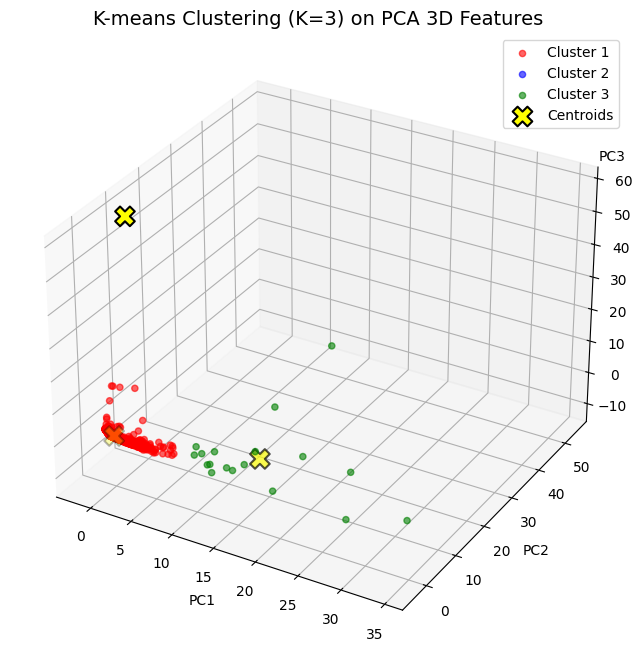 K-means Clustering (K=3) on PCA 3D Features
Cluster 1
Cluster 2
Cluster 3
Centroids
PC3
60
50
40
30
20
10
0
−10
50
40
30
20
10
0
PC2
0
5
10
15
20
25
30
35
PC1